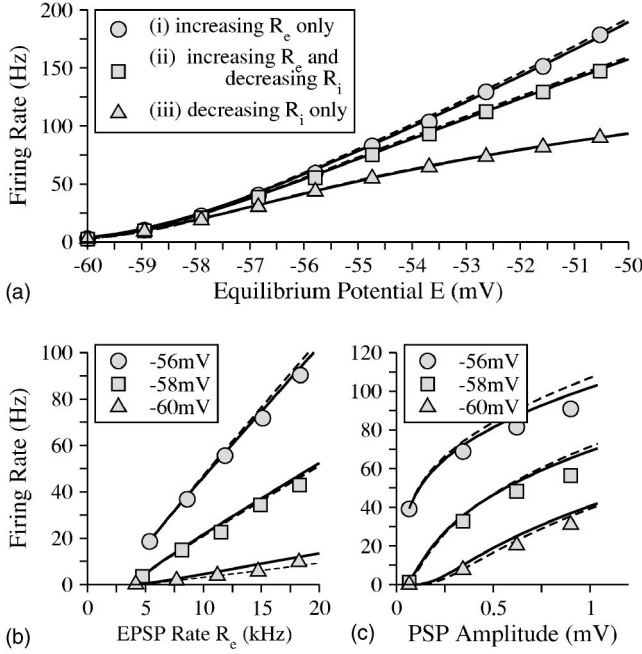 (i) increasing Re only
(ii) increasing Re and
decreasing Ri
(iii) decreasing Ri only
Firing Rate (Hz)
200
150
100
50
0
-60 -59 -58 -57 -56 -55 -54 -53 -52 -51 -50
(a)
Equilibrium Potential E (mV)
-56mV
-58mV
-60mV
Firing Rate (Hz)
100
80
60
40
20
0
0 5 10 15 20
(b)
EPSP Rate Re (kHz)
-56mV
-58mV
-60mV
120
100
80
60
40
20
0
0 0.5 1
(c)
PSP Amplitude (mV)